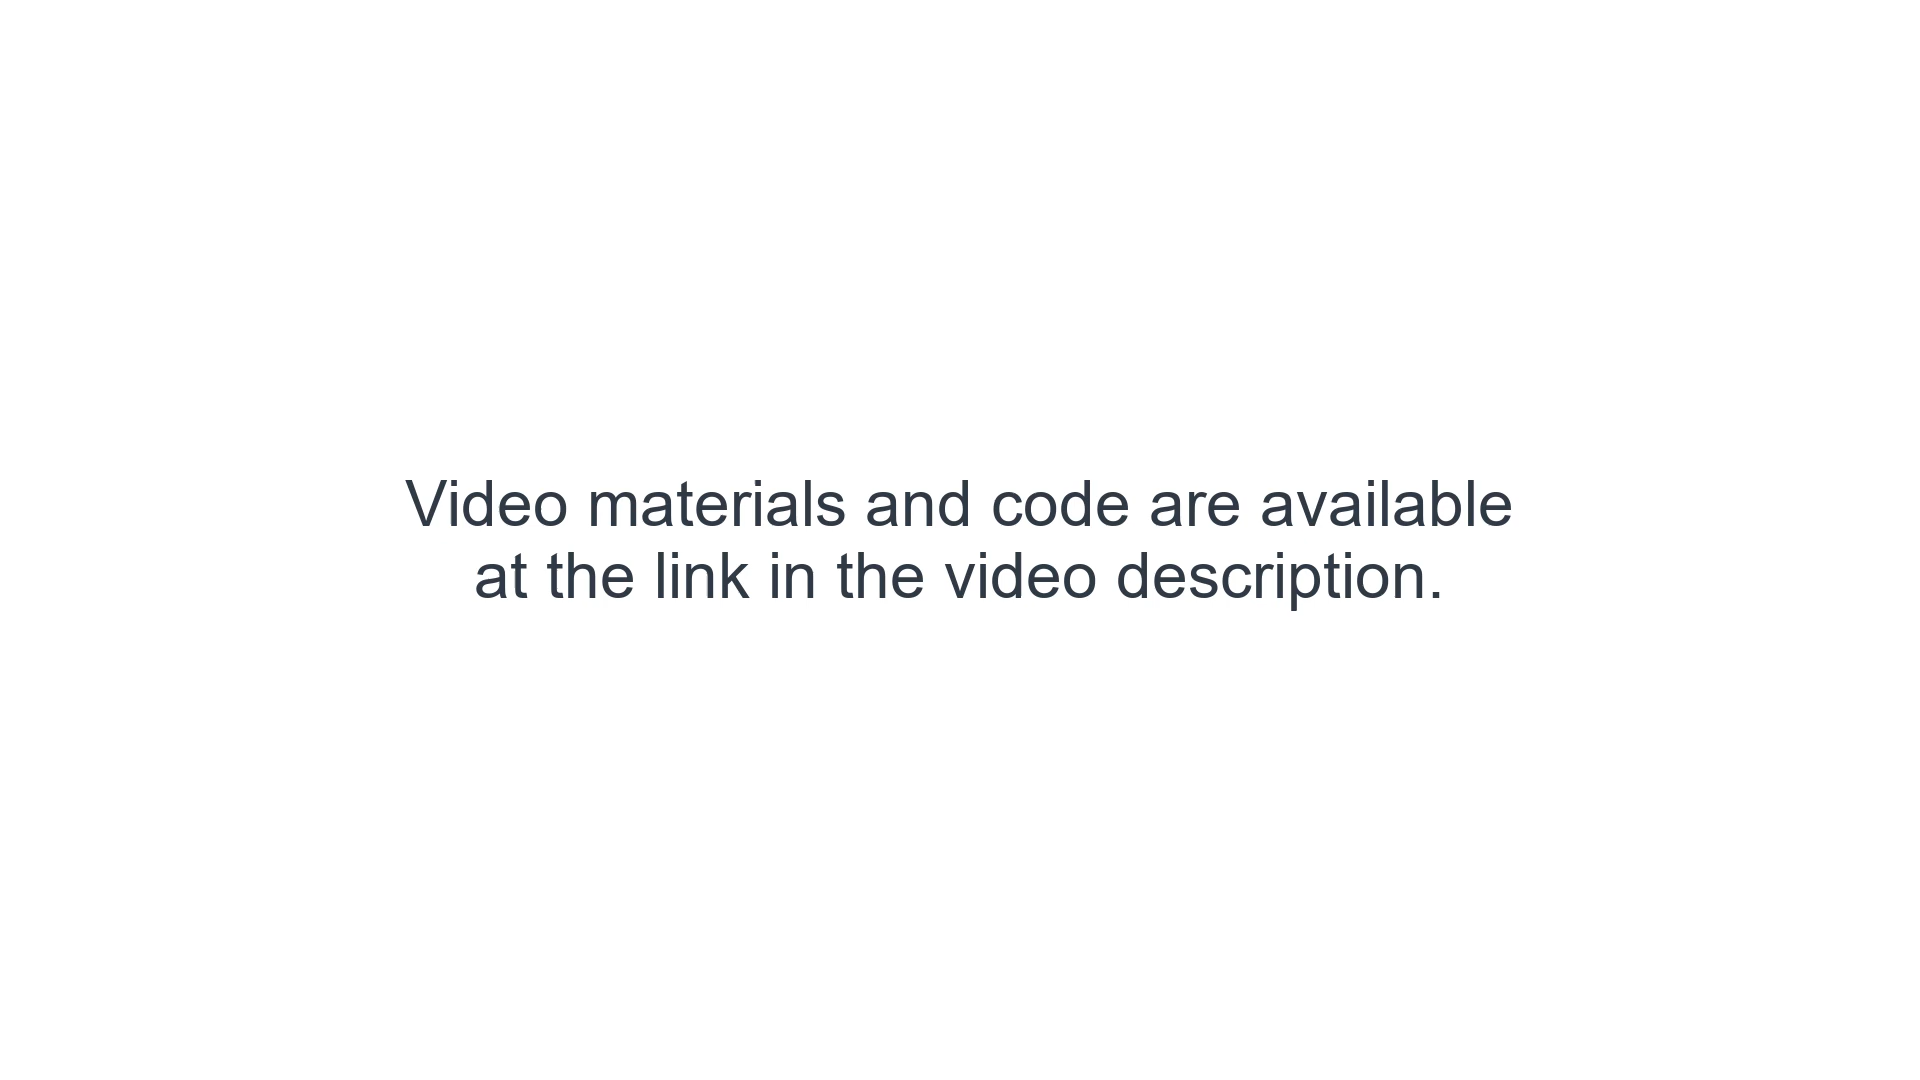 Video materials and code are available
at the link in the video description.